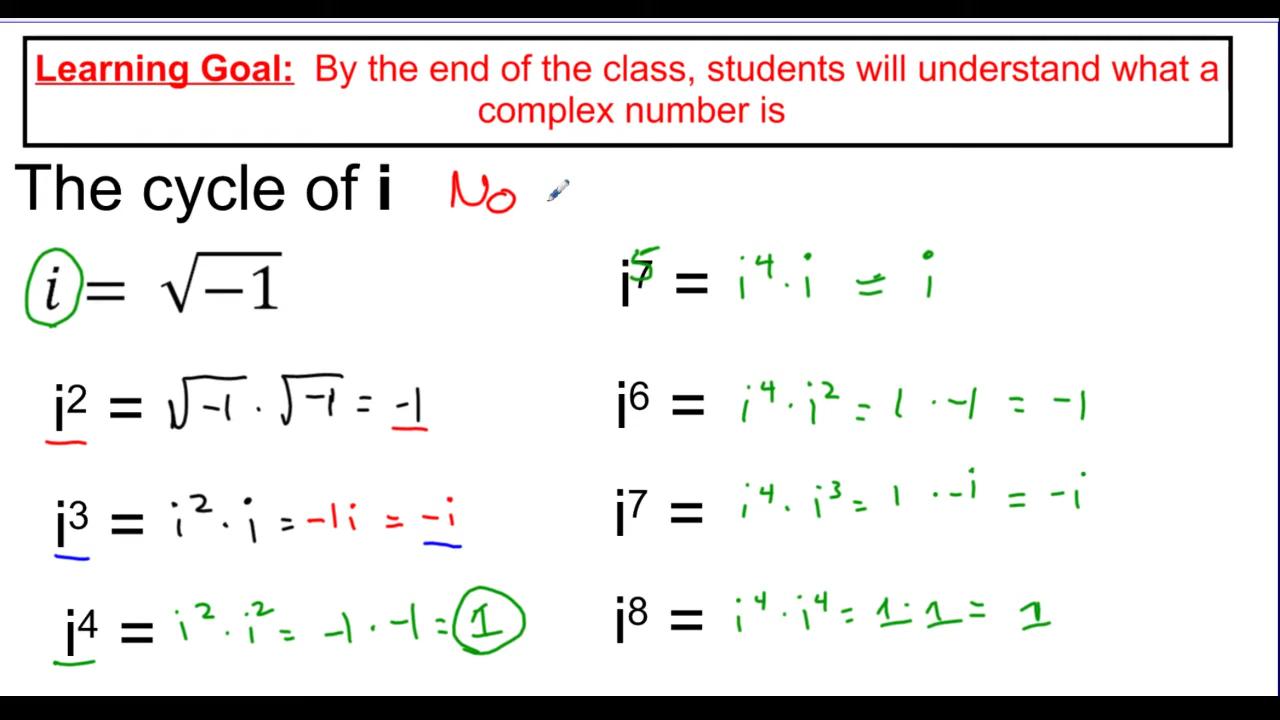 Learning Goal: By the end of the class, students will understand what a
complex number is
The cycle of i No
i = √-1
i² = √-1 · √-1 = -1
i³ = i² · i = -1i = -i
i⁴ = i² · i² = -1 · -1 = 1
i⁵ = i⁴ · i = i
i⁶ = i⁴ · i² = 1 · -1 = -1
i⁷ = i⁴ · i³ = 1 · -i = -i
i⁸ = i⁴ · i⁴ = 1 · 1 = 1